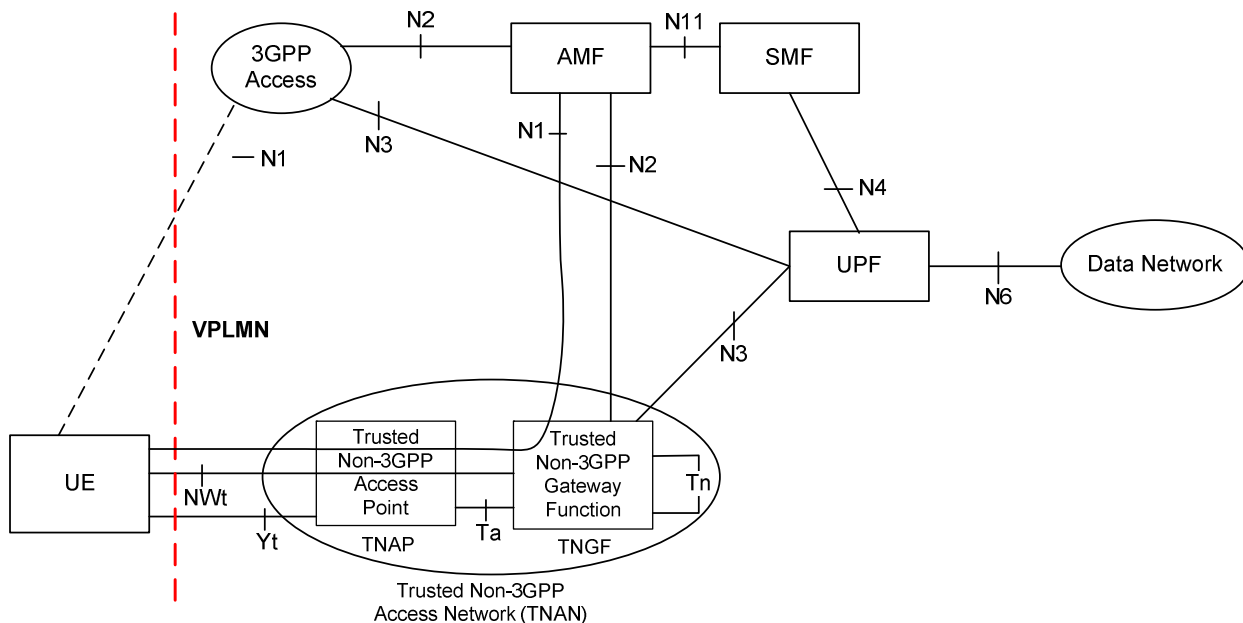 N2
N11
3GPP
Access
AMF
SMF
N1
N3
N1
N2
N4
UPF
Data Network
N6
VPLMN
N3
UE
NWt
Yt
Trusted
Non-3GPP
Access
Point
TNAP
Ta
Trusted
Non-3GPP
Gateway
Function
TNGF
Tn
Trusted Non-3GPP
Access Network (TNAN)